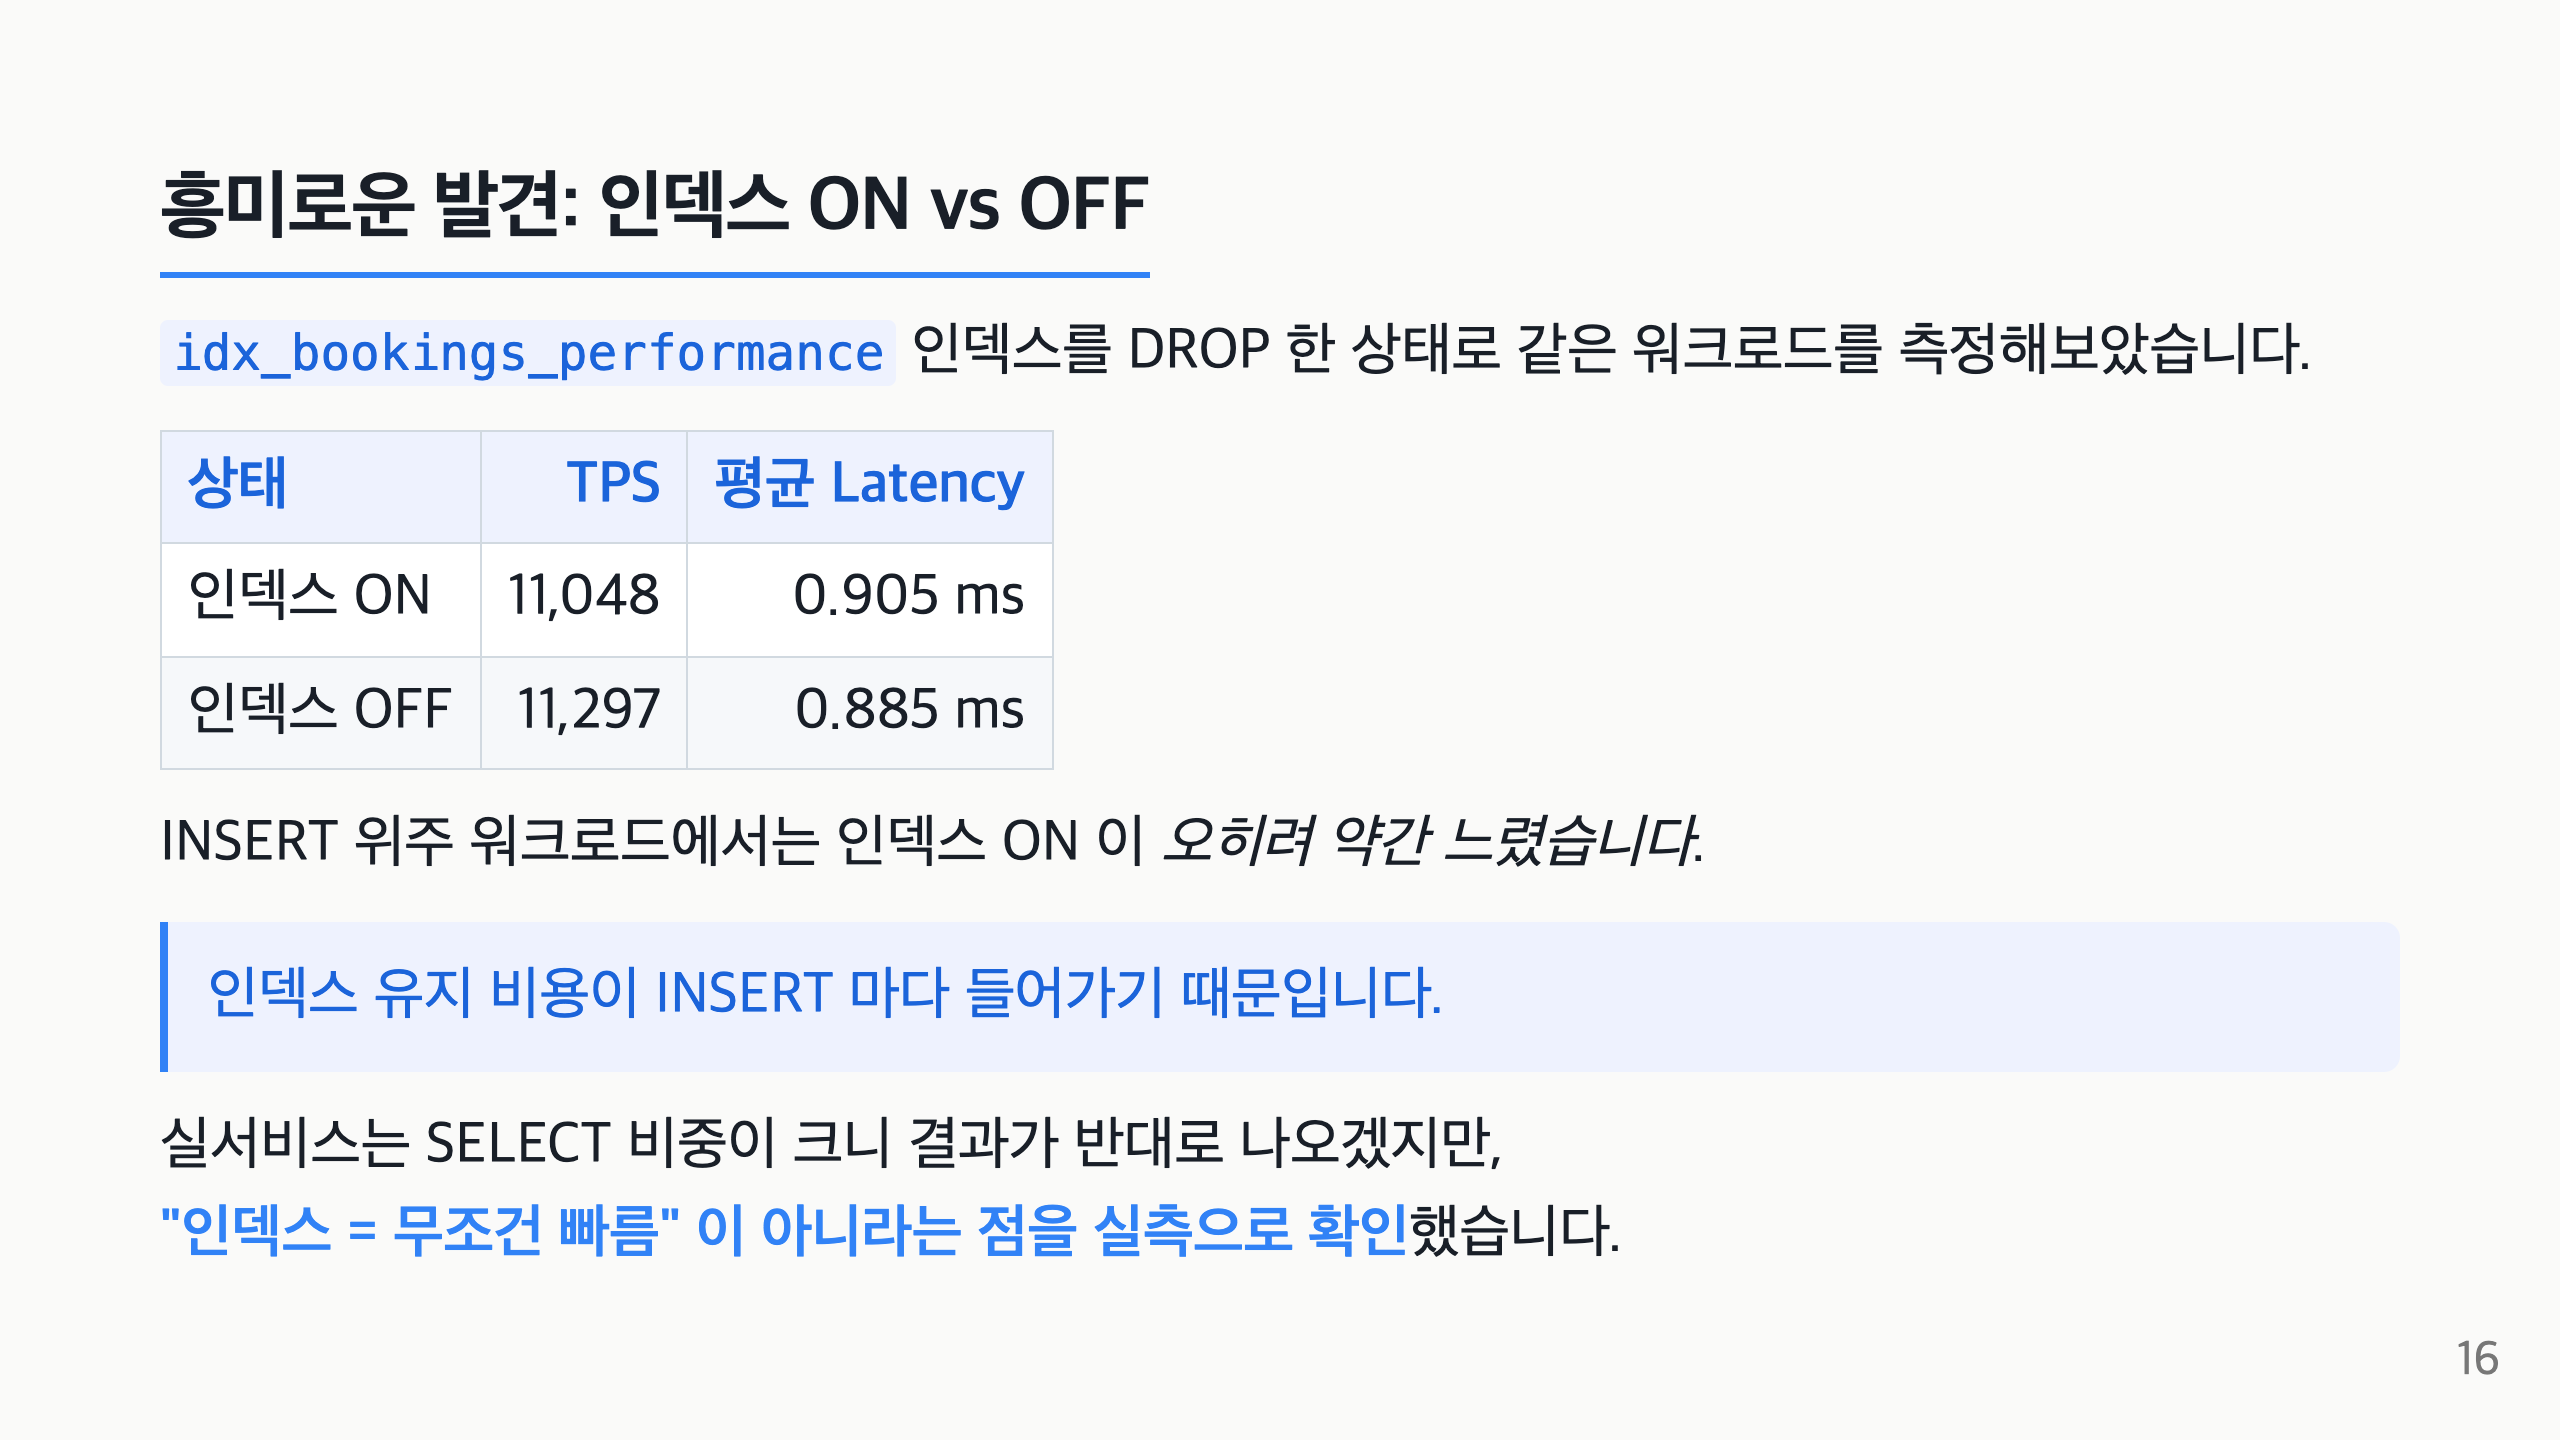 흥미로운 발견: 인덱스 ON vs OFF
idx_bookings_performance 인덱스를 DROP 한 상태로 같은 워크로드를 측정해보았습니다.
상태 TPS 평균 Latency
인덱스 ON 11,048 0.905 ms
인덱스 OFF 11,297 0.885 ms
INSERT 위주 워크로드에서는 인덱스 ON 이 오히려 약간 느렸습니다.
인덱스 유지 비용이 INSERT 마다 들어가기 때문입니다.
실서비스는 SELECT 비중이 크니 결과가 반대로 나오겠지만,
"인덱스 = 무조건 빠름" 이 아니라는 점을 실측으로 확인했습니다.
16